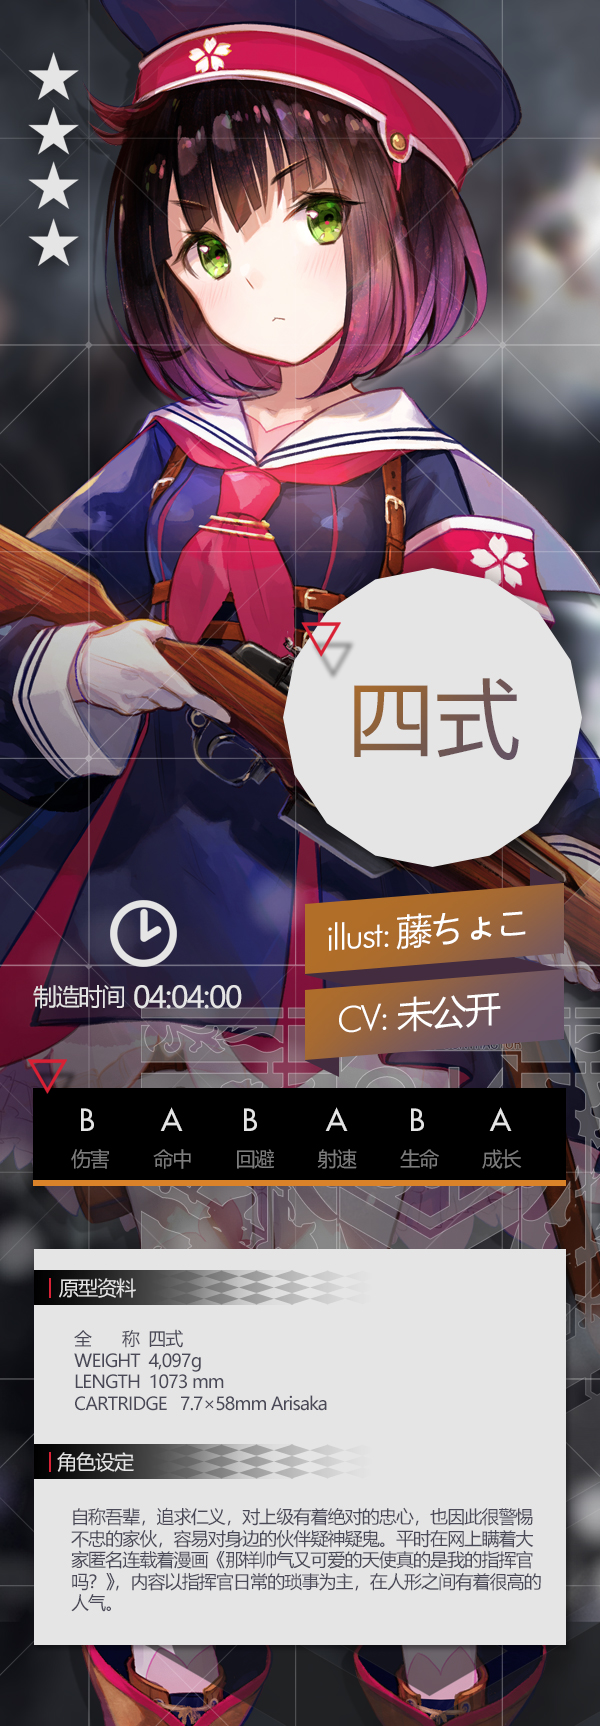 四式
illust: 藤ちょこ
CV: 未公开
制造时间 04:04:00
B A B A B A
伤害 命中 回避 射速 生命 成长
原型资料
全 称 四式
WEIGHT 4,097g
LENGTH 1073 mm
CARTRIDGE 7.7×58mm Arisaka
角色设定
自称吾辈，追求仁义，对上级有着绝对的忠心，也因此很警惕
不忠的家伙，容易对身边的伙伴疑神疑鬼。平时在网上瞒着大
家匿名连载着漫画《那样帅气又可爱的天使真的是我的指挥官
吗？》，内容以指挥官日常的琐事为主，在人形之间有着很高的
人气。